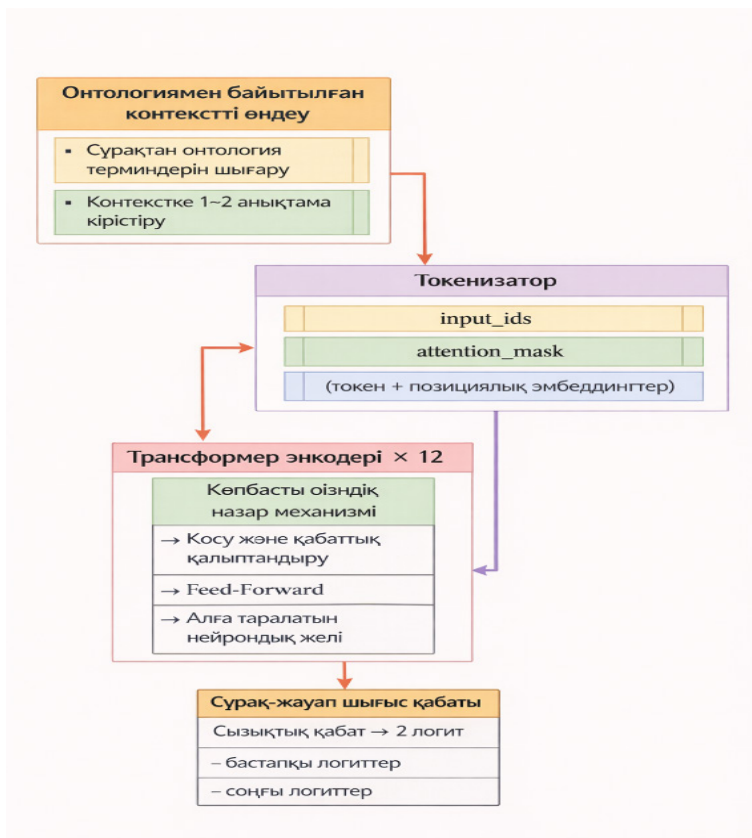 Онтологиямен байытылған
контекстті өңдеу
▪ Сұрақтан онтология
терминдерін шығару
▪ Контекстке 1~2 анықтама
кірістіру
Токенизатор
input_ids
attention_mask
(токен + позициялық эмбеддингтер)
Трансформер энкодері × 12
Көпбасты оізндік
назар механизмі
→ Косу және қабаттық
қалыптандыру
→ Feed-Forward
→ Алға таралатын
нейрондық желі
Сұрақ-жауап шығыс қабаты
Сызықтық қабат → 2 логит
– бастапқы логиттер
– соңғы логиттер